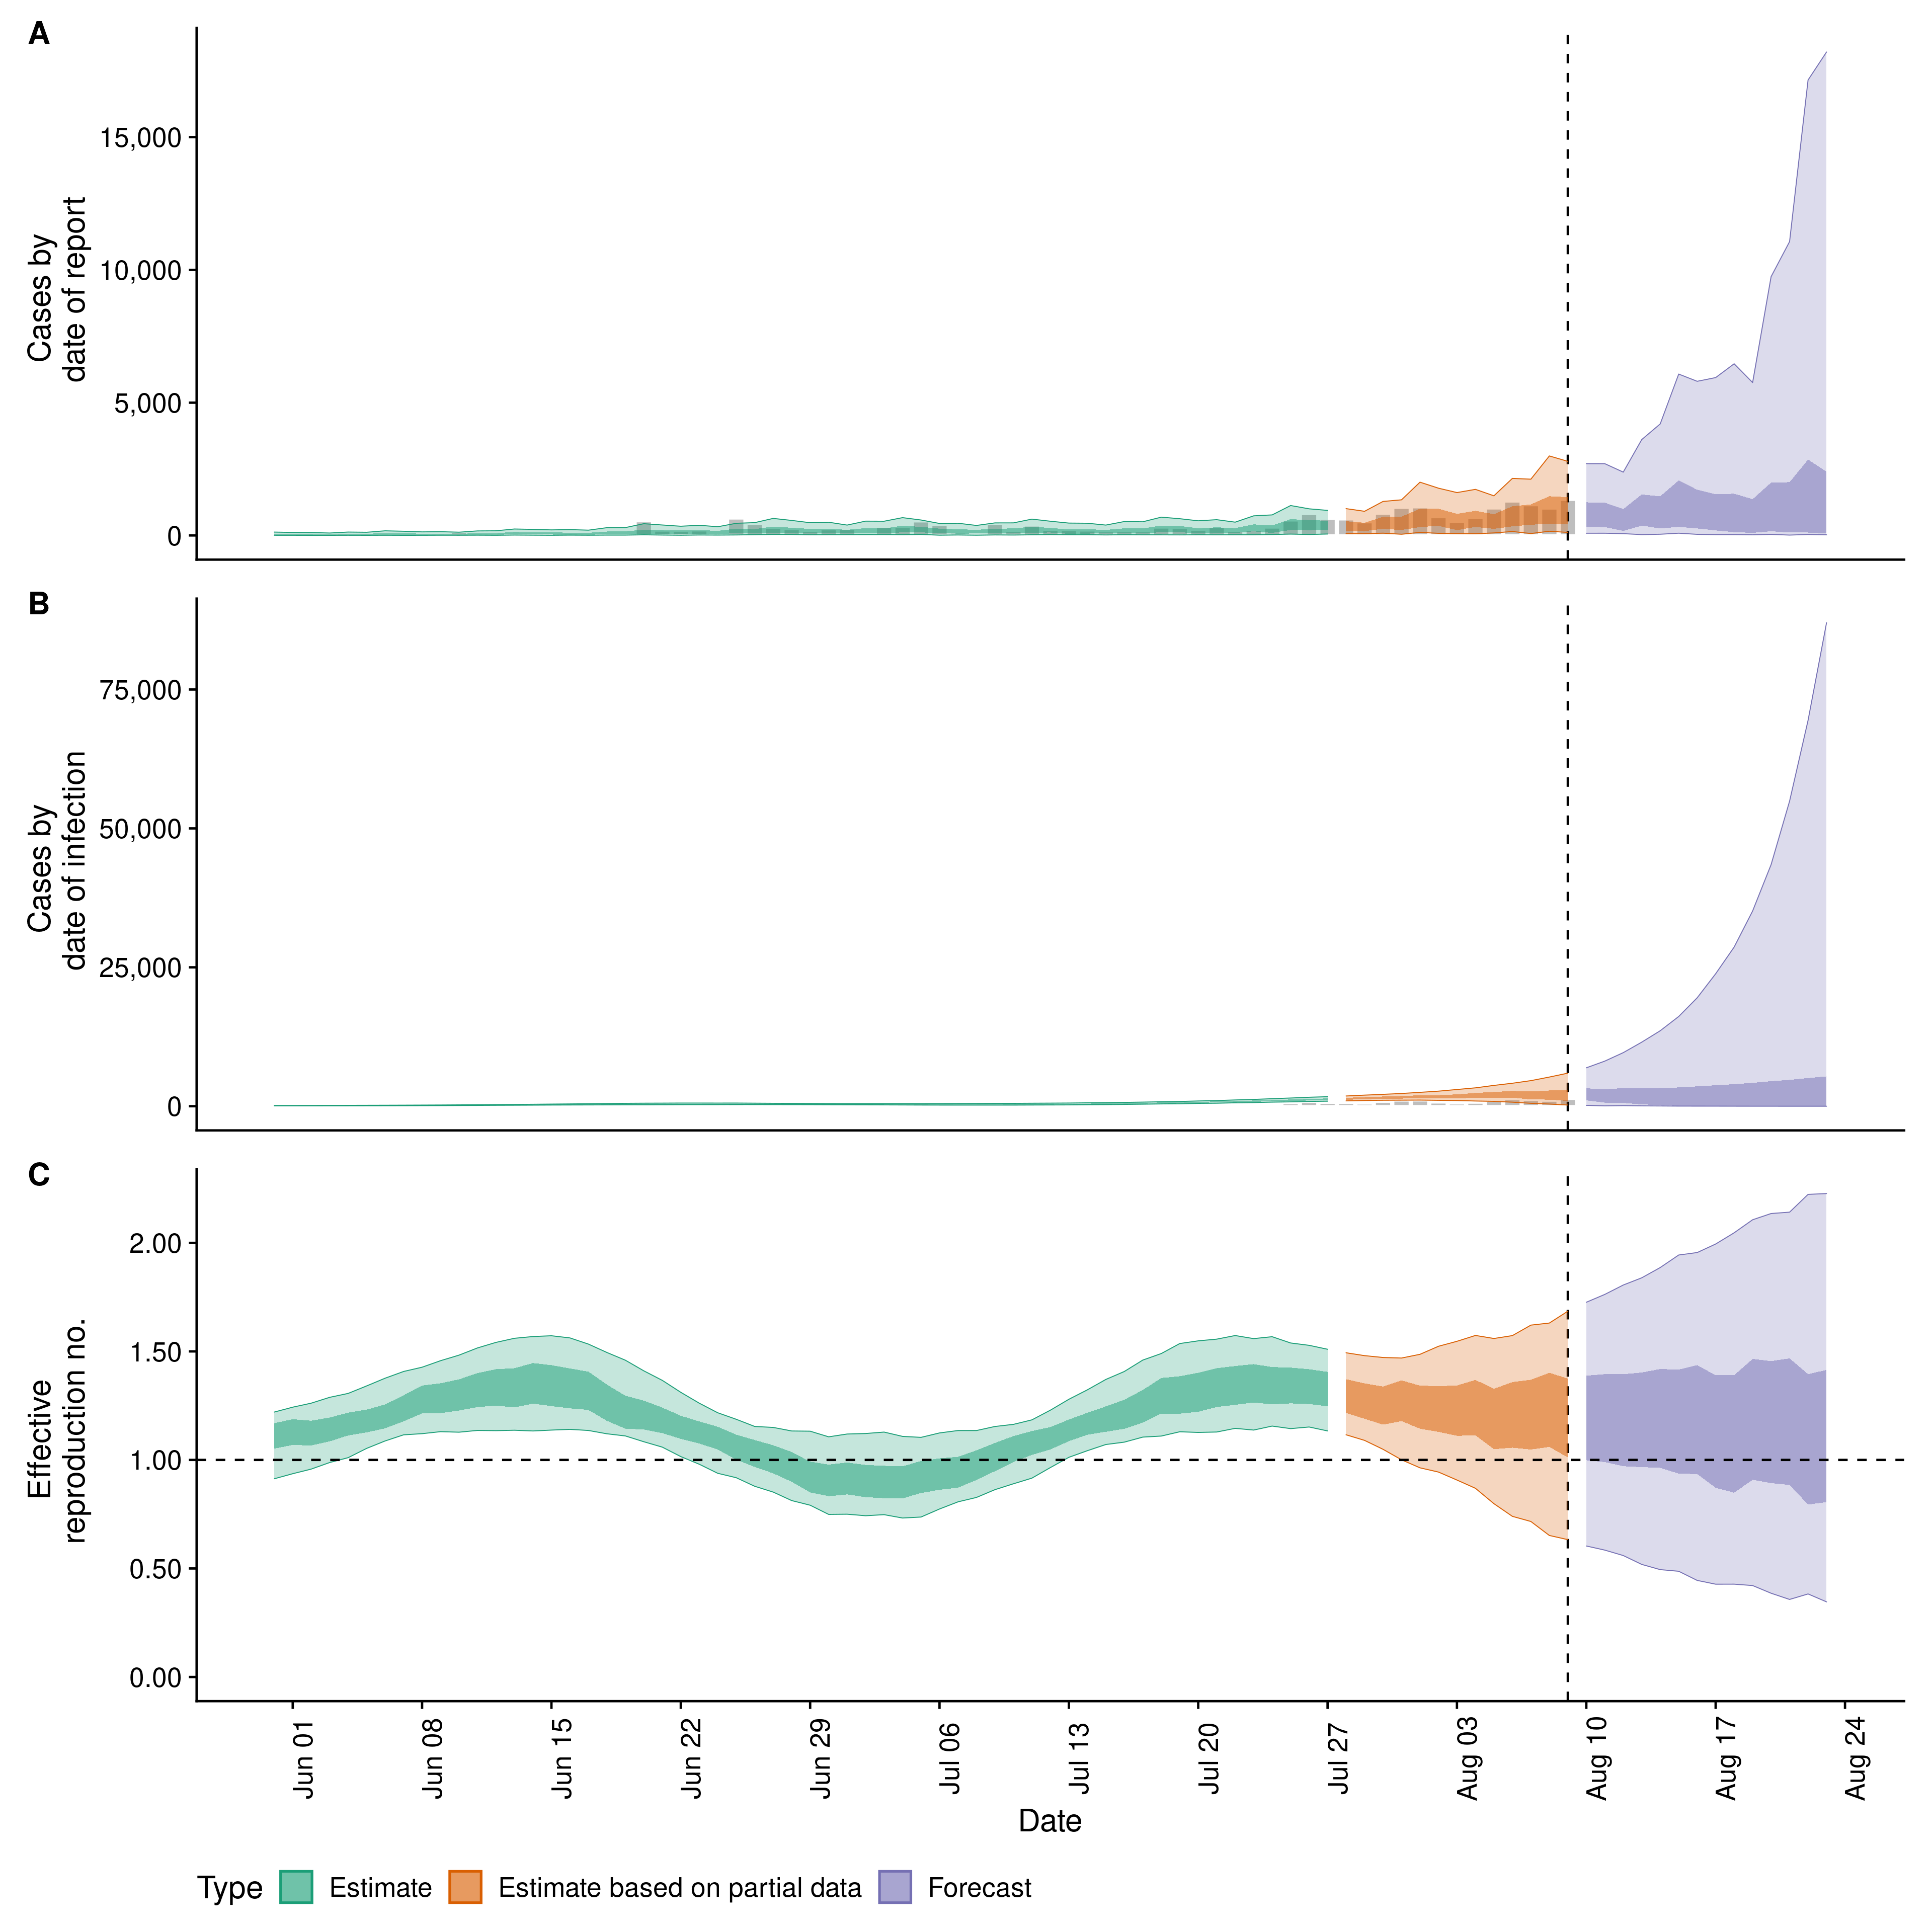 A
Cases by
date of report
15,000
10,000
5,000
0
B
Cases by
date of infection
75,000
50,000
25,000
0
C
Effective
reproduction no.
2.00
1.50
1.00
0.50
0.00
Jun 01
Jun 08
Jun 15
Jun 22
Jun 29
Jul 06
Jul 13
Jul 20
Jul 27
Aug 03
Aug 10
Aug 17
Aug 24
Date
Type Estimate Estimate based on partial data Forecast